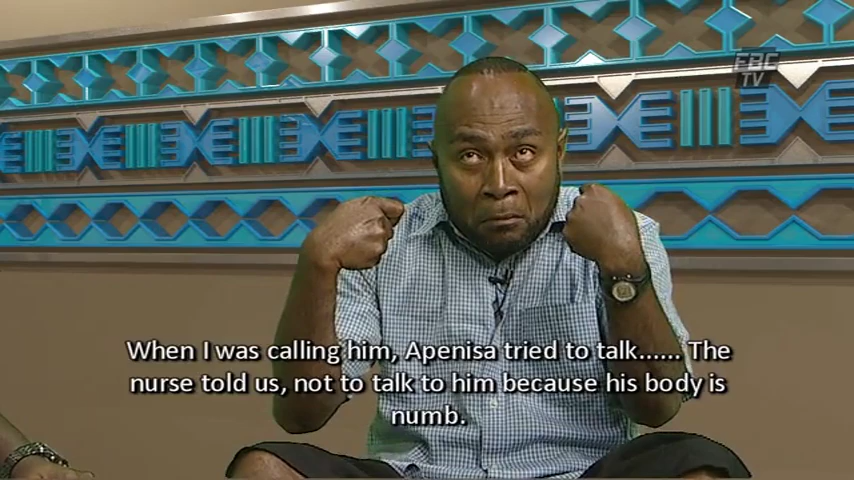 FBC
TV
When I was calling him, Apenisa tried to talk...... The
nurse told us, not to talk to him because his body is
numb.